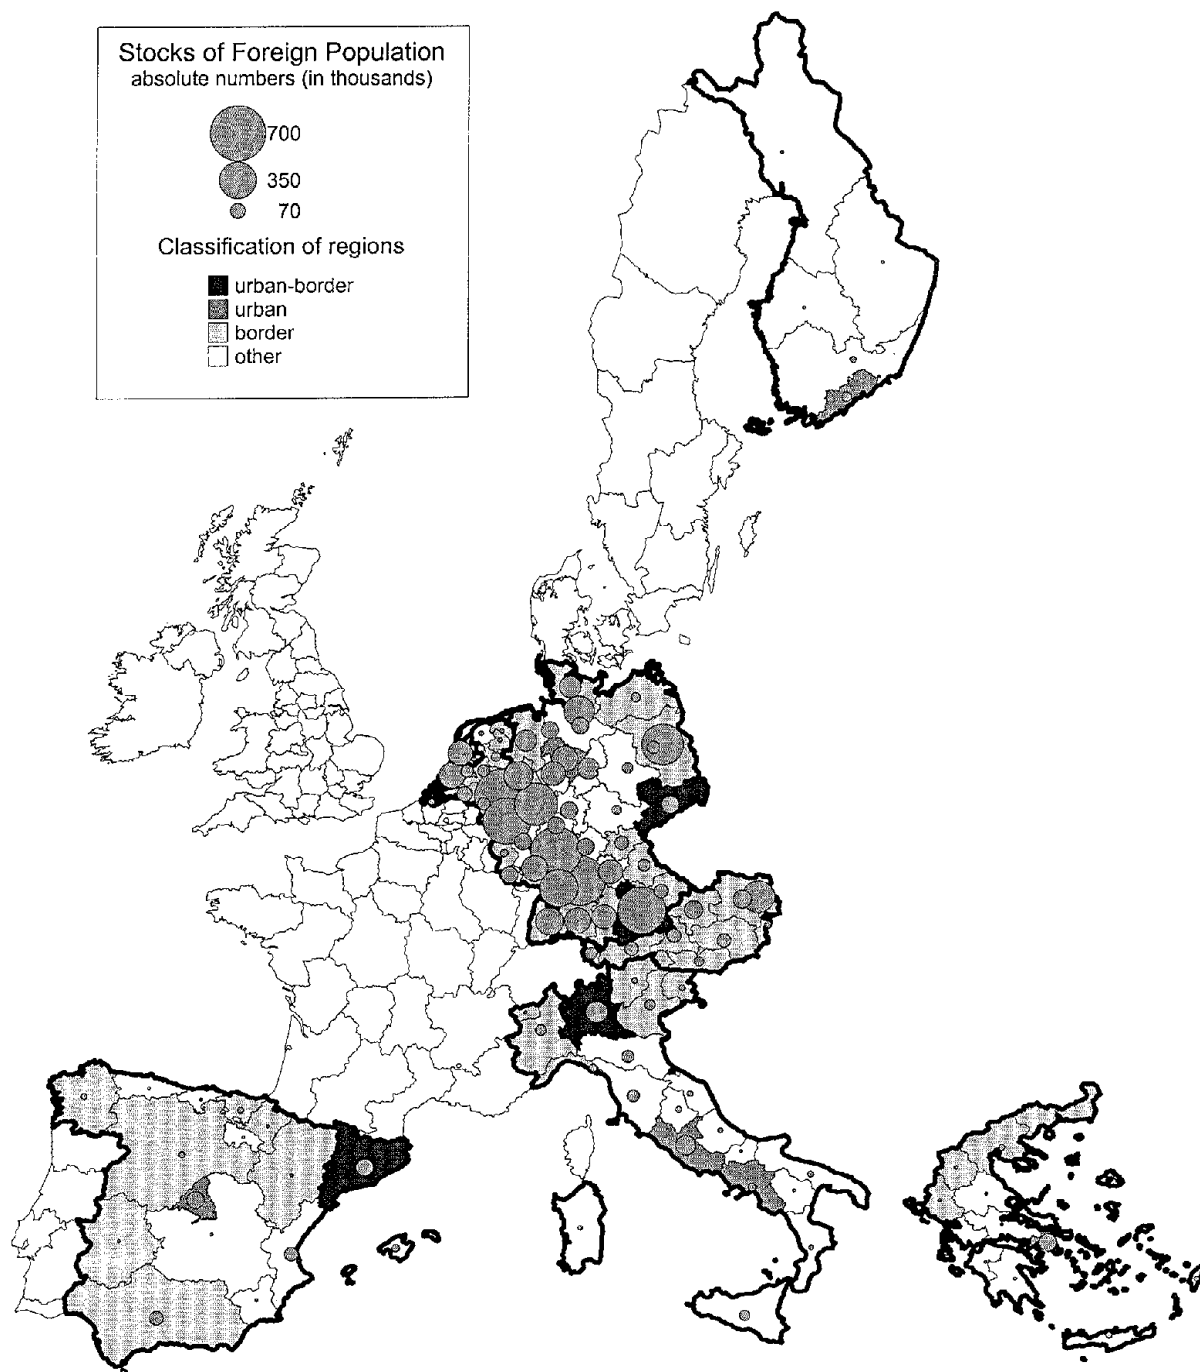 Stocks of Foreign Population
absolute numbers (in thousands)
700
350
70
Classification of regions
urban-border
urban
border
other